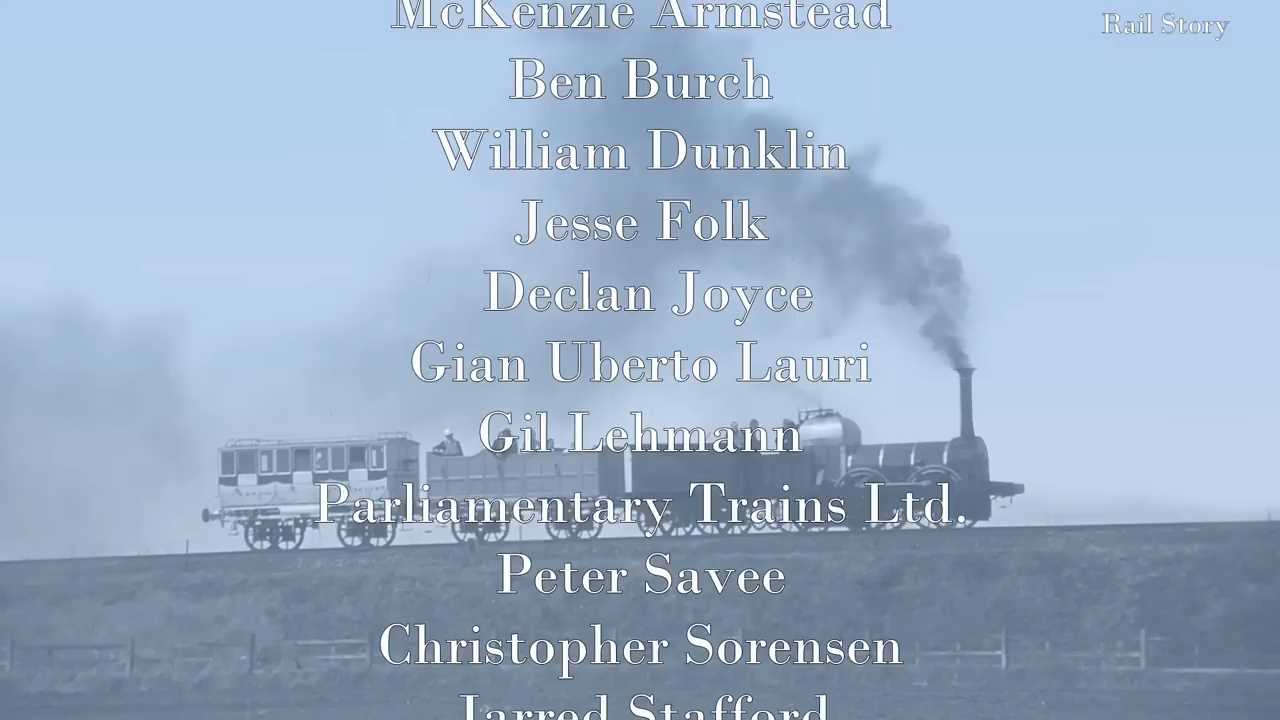 McKenzie Armstead
Rail Story
Ben Burch
William Dunklin
Jesse Folk
Declan Joyce
Gian Uberto Lauri
Gil Lehmann
Parliamentary Trains Ltd.
Peter Savee
Christopher Sorensen
Jarred Stafford